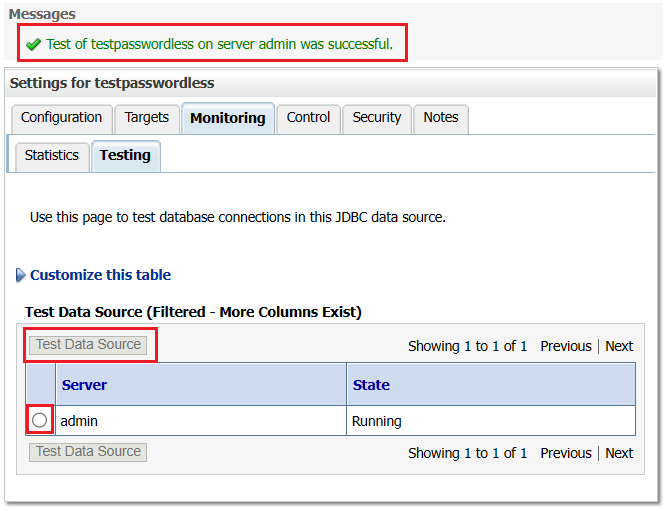 Messages
Test of testpasswordless on server admin was successful.
Settings for testpasswordless
Configuration Targets Monitoring Control Security Notes
Statistics Testing
Use this page to test database connections in this JDBC data source.
Customize this table
Test Data Source (Filtered - More Columns Exist)
Test Data Source Showing 1 to 1 of 1 Previous | Next
Server State
admin Running
Test Data Source Showing 1 to 1 of 1 Previous | Next